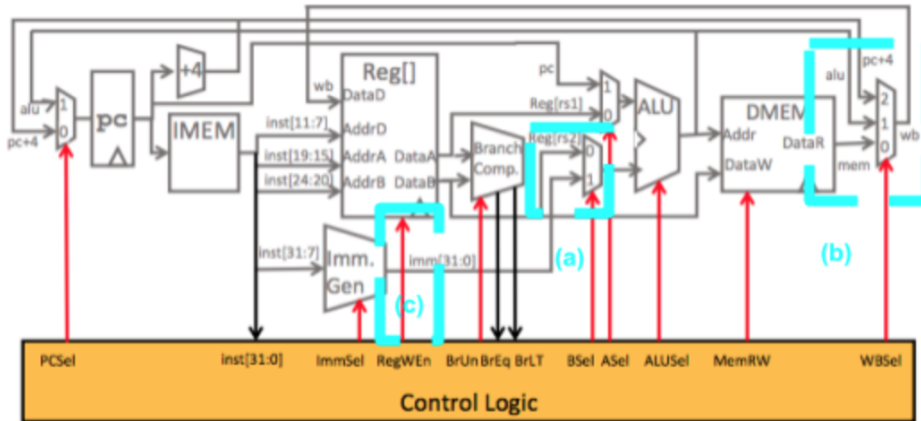 pc+4
alu
+4
wb
Reg[]
pc
alu
1
pc
0
pc+4
IMEM
DataD
inst[11:7]
AddrD
inst[19:15]
AddrA
DataA
inst[24:20]
AddrB
DataB
Branch
Comp.
Reg[rs1]
1
0
Reg[rs2]
0
1
ALU
DMEM
Addr
DataR
DataW
mem
2
1
0
wb
(a)
(b)
inst[31:7]
Imm.
Gen
imm[31:0]
(c)
PCSel
inst[31:0]
ImmSel
RegWEn
BrUn
BrEq
BrLT
BSel
ASel
ALUSel
MemRW
WBSel
Control Logic